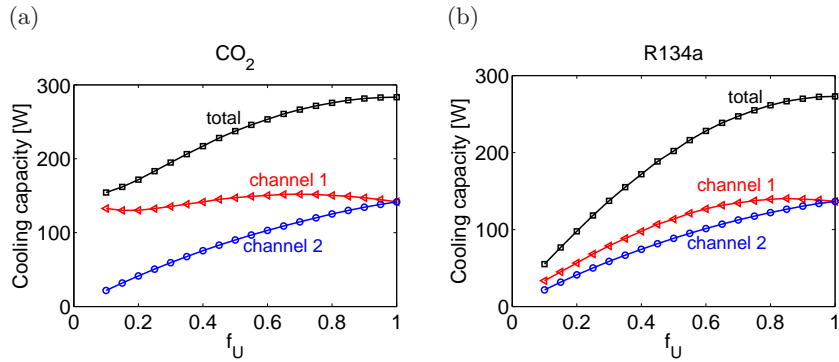 (a)
CO2
Cooling capacity [W]
300
200
100
0
total
channel 1
channel 2
0 0.2 0.4 0.6 0.8 1
fU
(b)
R134a
Cooling capacity [W]
300
200
100
0
total
channel 1
channel 2
0 0.2 0.4 0.6 0.8 1
fU